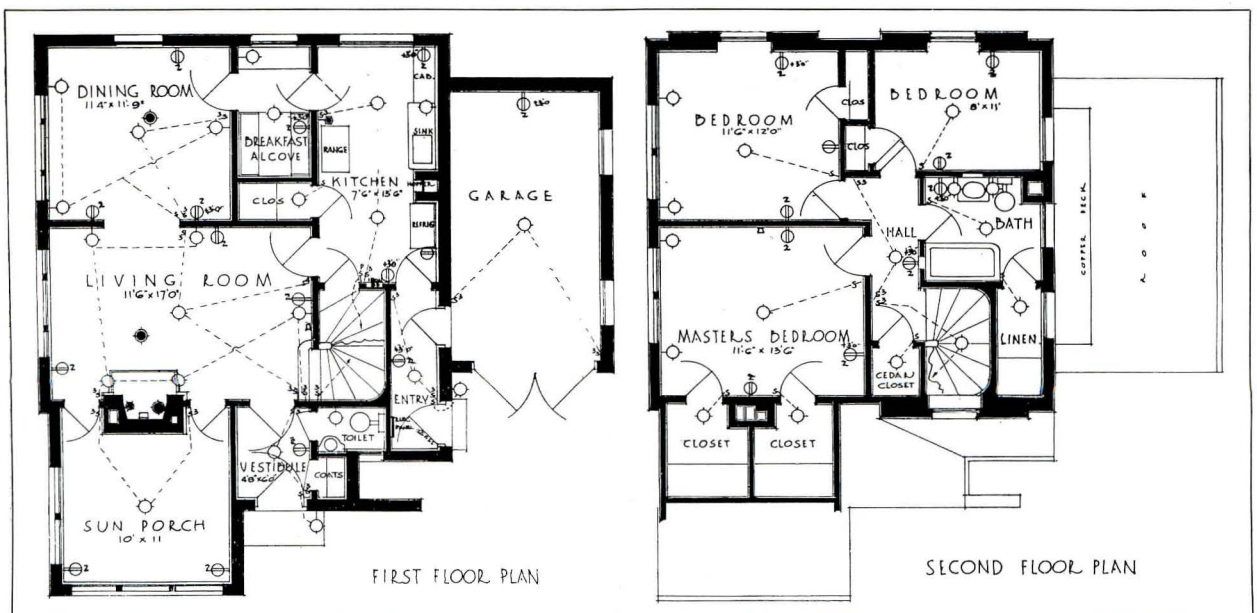 DINING ROOM
11'4" x 11'-9"
BREAKFAST
ALCOVE
CAD.
SINK
RANGE
KITCHEN
7'6" x 15'6"
CLOS
REFRIG
GARAGE
LIVING ROOM
11'6" x 17'0"
ENTRY
TOILET
VESTIBULE
4'8" x 6'0"
COATS
SUN PORCH
10' x 11
FIRST FLOOR PLAN
BEDROOM
11'6" x 12'0"
CLOS
CLOS
BEDROOM
8' x 11'
HALL
BATH
MASTERS BEDROOM
11'6" x 13'6"
CEDAR
CLOSET
LINEN
CLOSET
CLOSET
COPPER DECK
ROOF
SECOND FLOOR PLAN